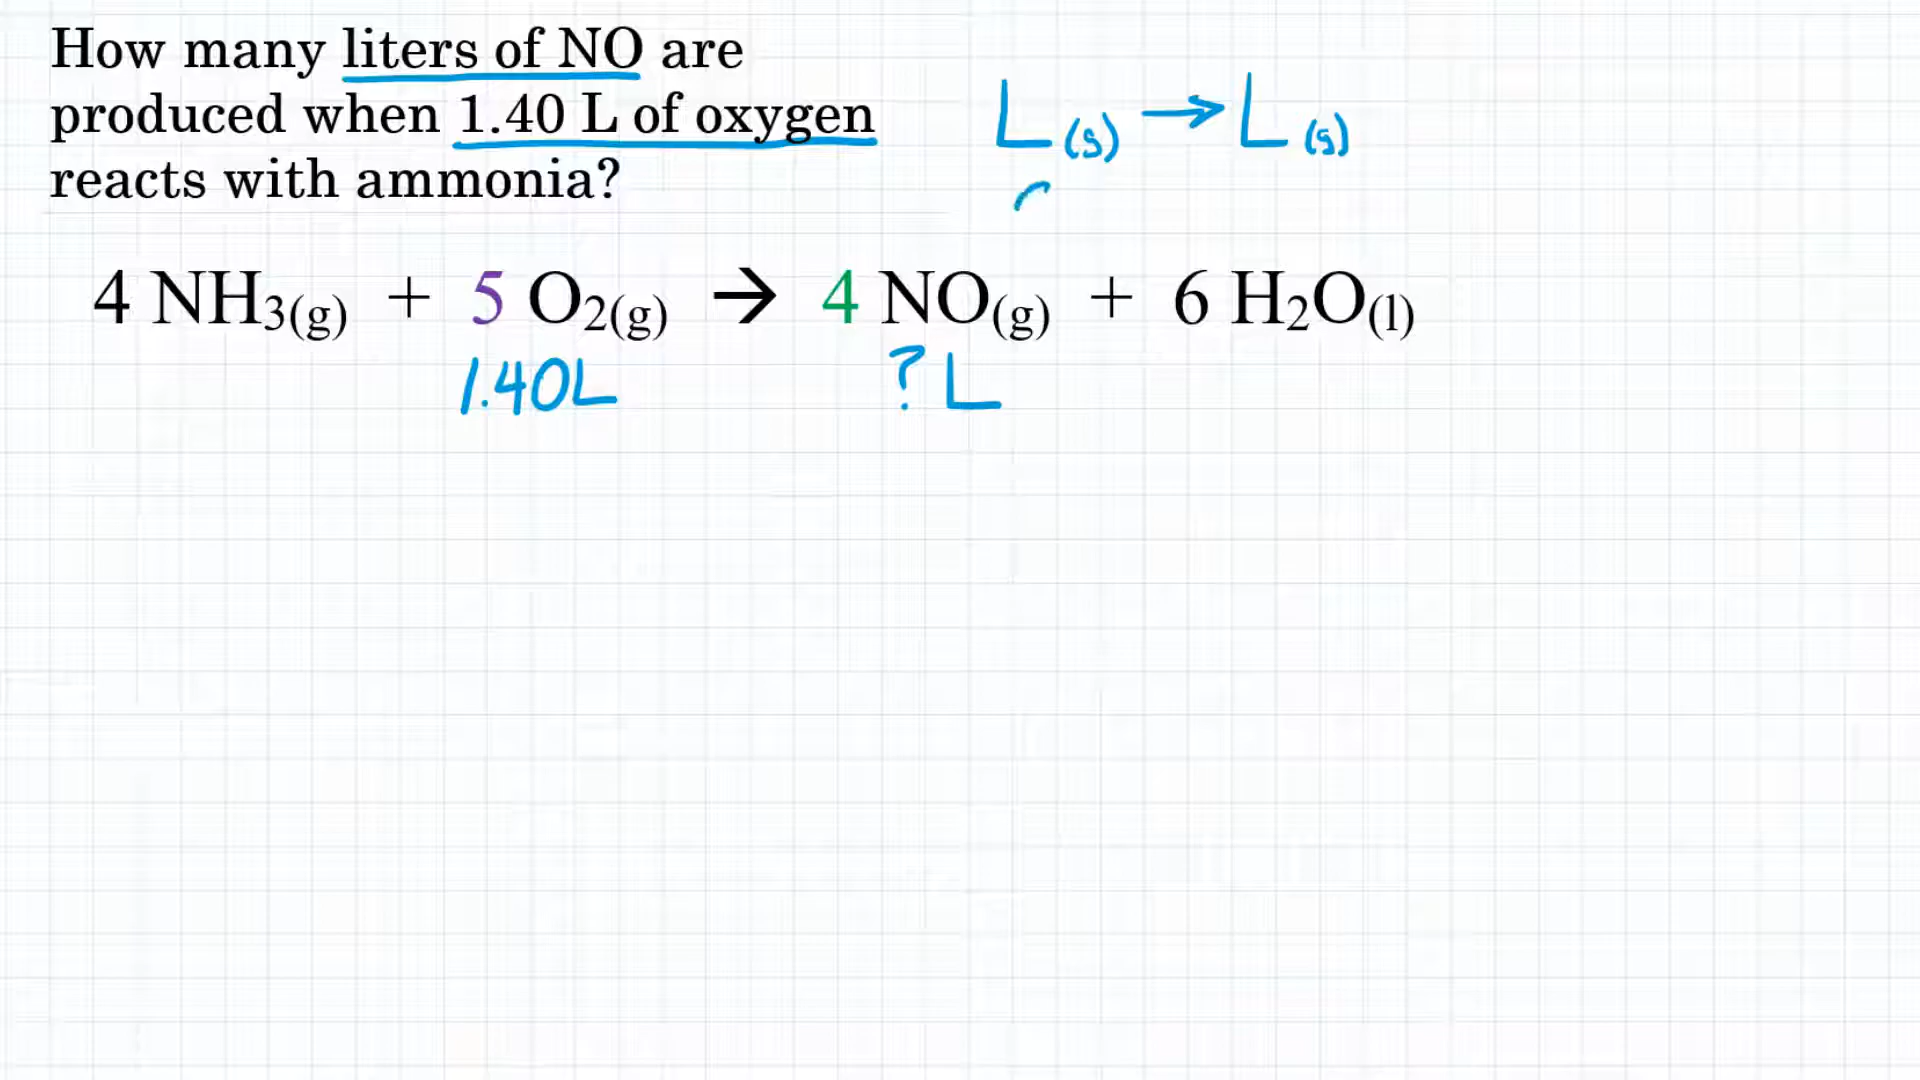 How many liters of NO are
produced when 1.40 L of oxygen
reacts with ammonia?
L(s) → L(s)
4 NH3(g) + 5 O2(g) → 4 NO(g) + 6 H2O(l)
1.40L ? L